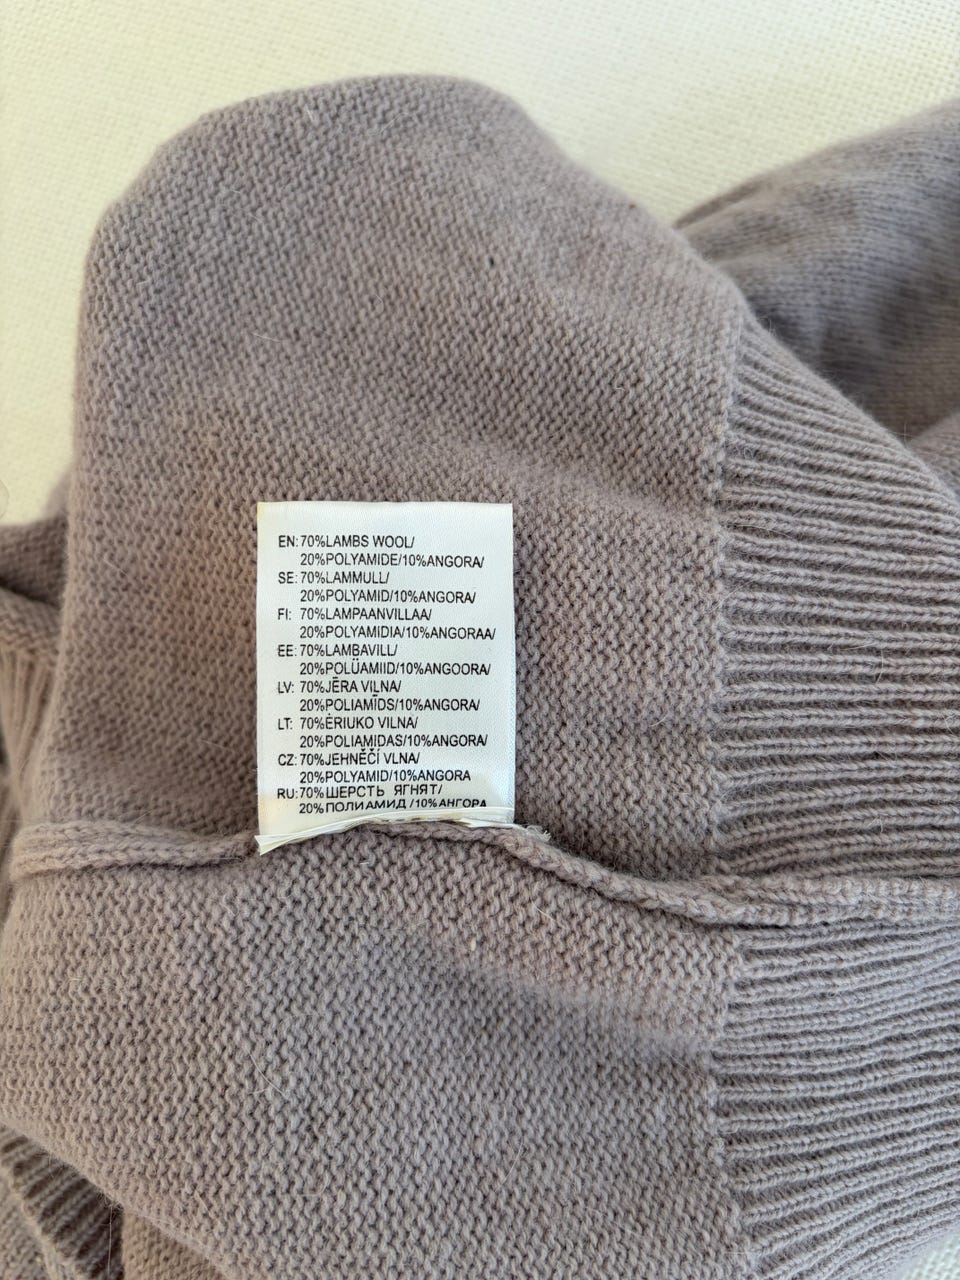 EN: 70%LAMBS WOOL/
20%POLYAMIDE/10%ANGORA/
SE: 70%LAMMULL/
20%POLYAMID/10%ANGORA/
FI: 70%LAMPAANVILLAA/
20%POLYAMIDIA/10%ANGORAA/
EE: 70%LAMBAVILL/
20%POLÜAMIID/10%ANGOORA/
LV: 70%JĒRA VILNA/
20%POLIAMĪDS/10%ANGORA/
LT: 70%ĖRIUKO VILNA/
20%POLIAMIDAS/10%ANGORA/
CZ: 70%JEHNĚČÍ VLNA/
20%POLYAMID/10%ANGORA
RU: 70%ШЕРСТЬ ЯГНЯТ/
20%ПОЛИАМИД /10%АНГОРА